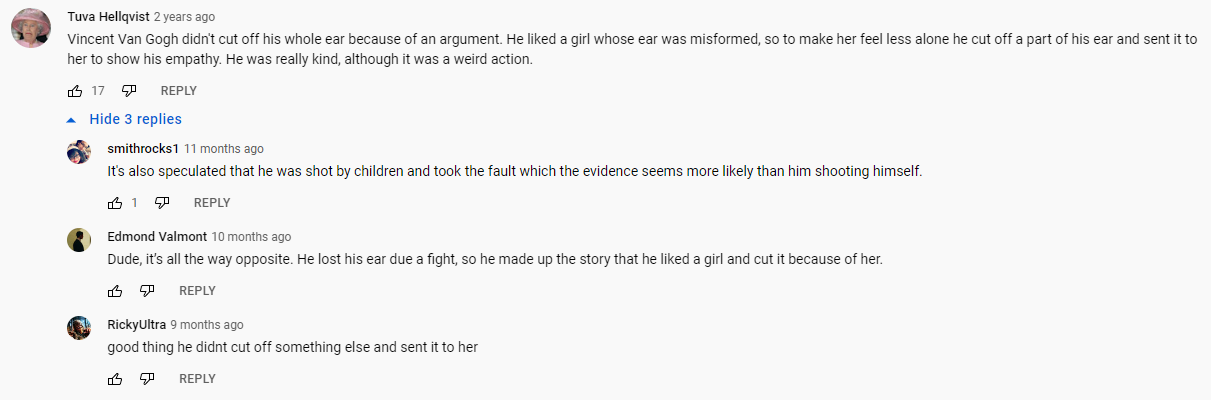 Tuva Hellqvist 2 years ago
Vincent Van Gogh didn't cut off his whole ear because of an argument. He liked a girl whose ear was misformed, so to make her feel less alone he cut off a part of his ear and sent it to
her to show his empathy. He was really kind, although it was a weird action.
17 REPLY
Hide 3 replies
smithrocks1 11 months ago
It's also speculated that he was shot by children and took the fault which the evidence seems more likely than him shooting himself.
1 REPLY
Edmond Valmont 10 months ago
Dude, it's all the way opposite. He lost his ear due a fight, so he made up the story that he liked a girl and cut it because of her.
REPLY
RickyUltra 9 months ago
good thing he didnt cut off something else and sent it to her
REPLY